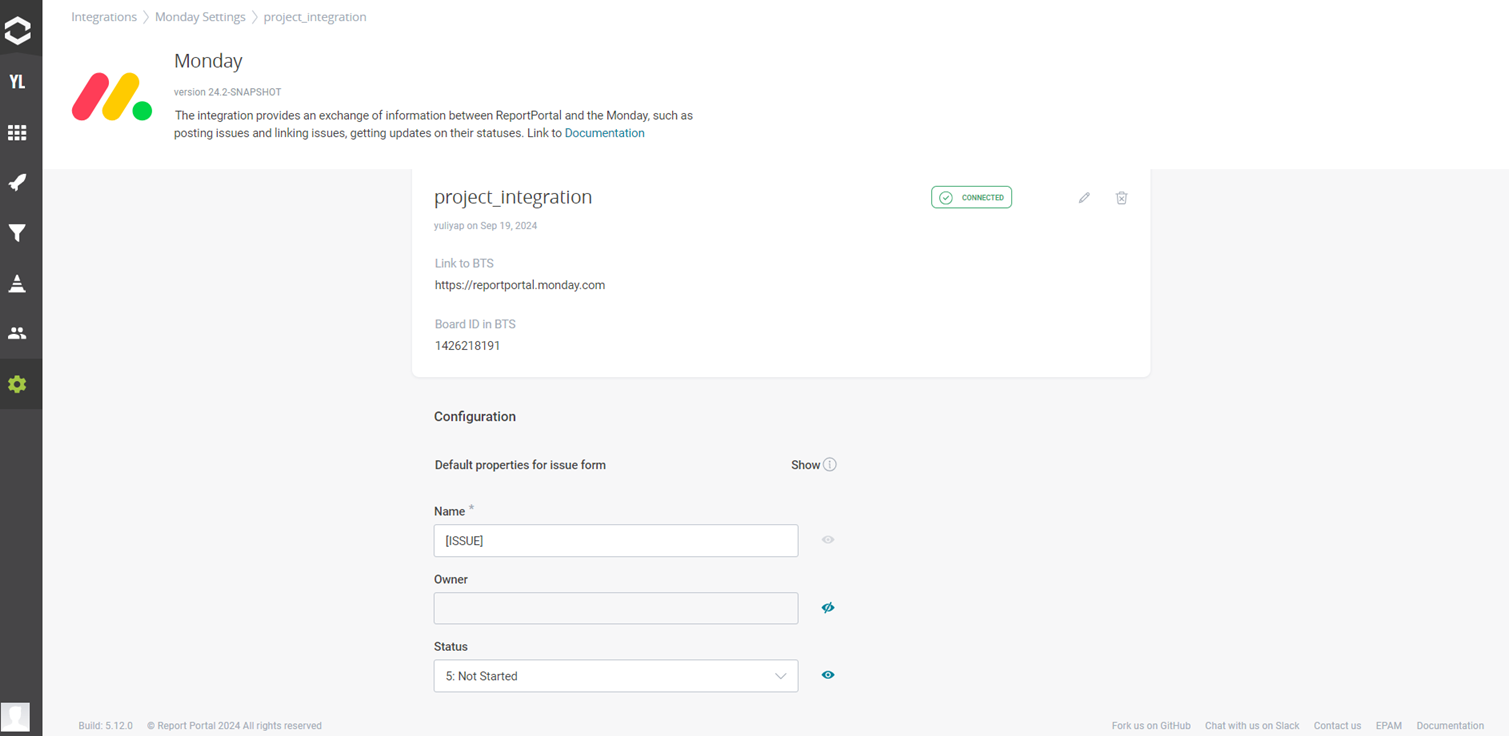 Integrations > Monday Settings > project_integration
YL
Monday
version 24.2-SNAPSHOT
The integration provides an exchange of information between ReportPortal and the Monday, such as
posting issues and linking issues, getting updates on their statuses. Link to Documentation
project_integration
CONNECTED
yuliyap on Sep 19, 2024
Link to BTS
https://reportportal.monday.com
Board ID in BTS
1426218191
Configuration
Default properties for issue form
Show
Name *
[ISSUE]
Owner
Status
5: Not Started
Build: 5.12.0 © Report Portal 2024 All rights reserved
Fork us on GitHub Chat with us on Slack Contact us EPAM Documentation